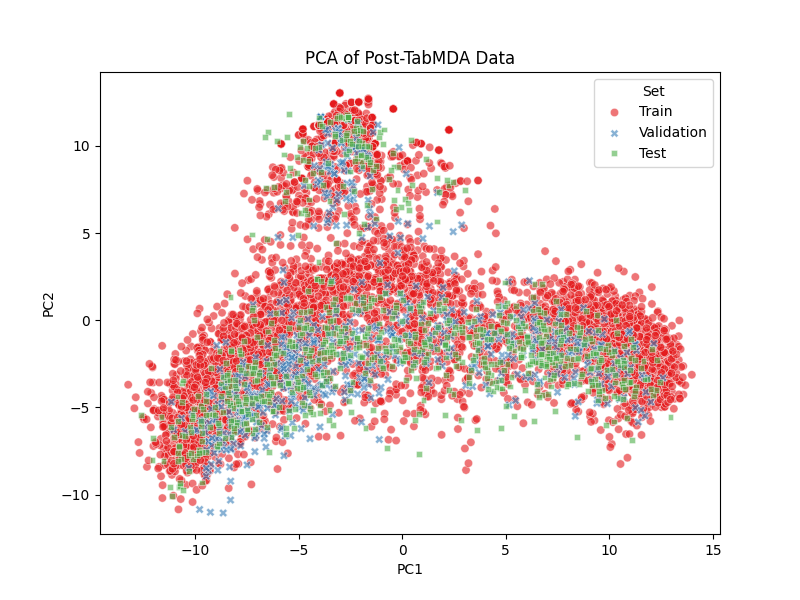 PCA of Post-TabMDA Data
Set
Train
Validation
Test
10
5
0
−5
−10
PC2
−10
−5
0
5
10
15
PC1